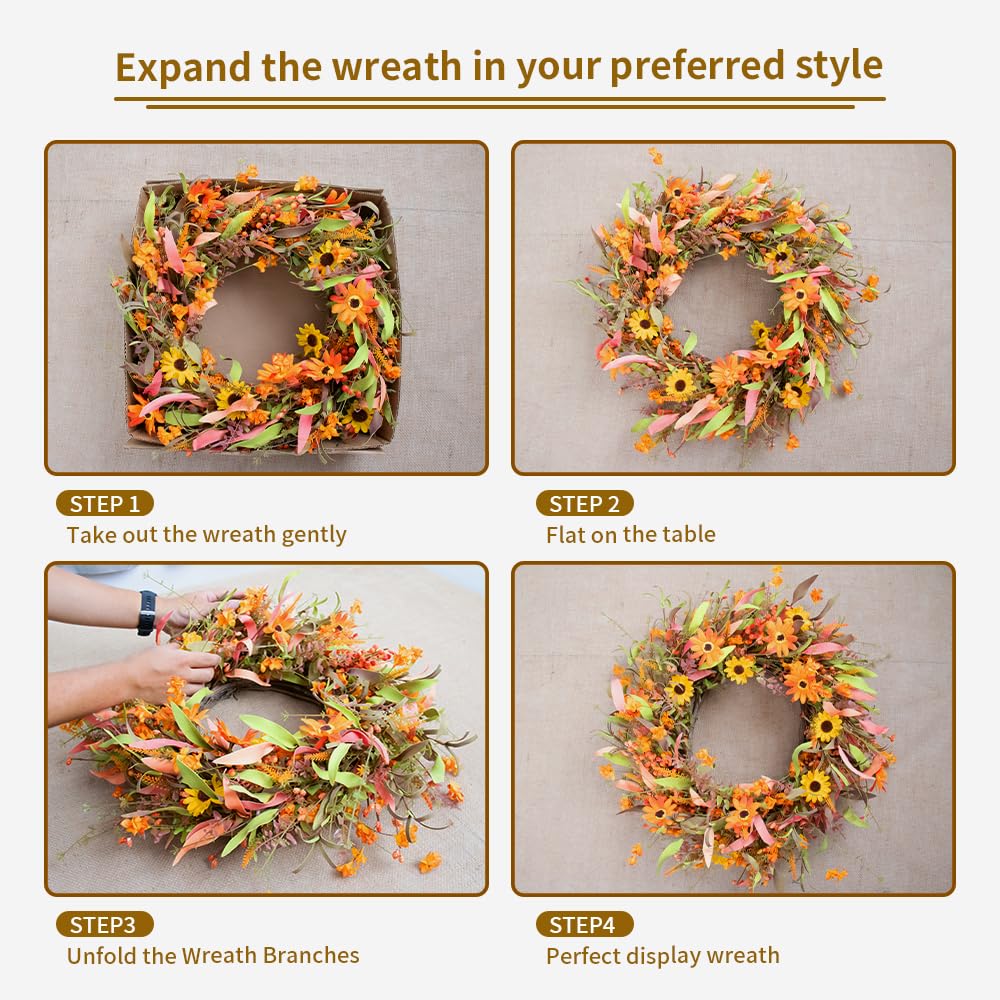 Expand the wreath in your preferred style
STEP 1
Take out the wreath gently
STEP 2
Flat on the table
STEP3
Unfold the Wreath Branches
STEP4
Perfect display wreath